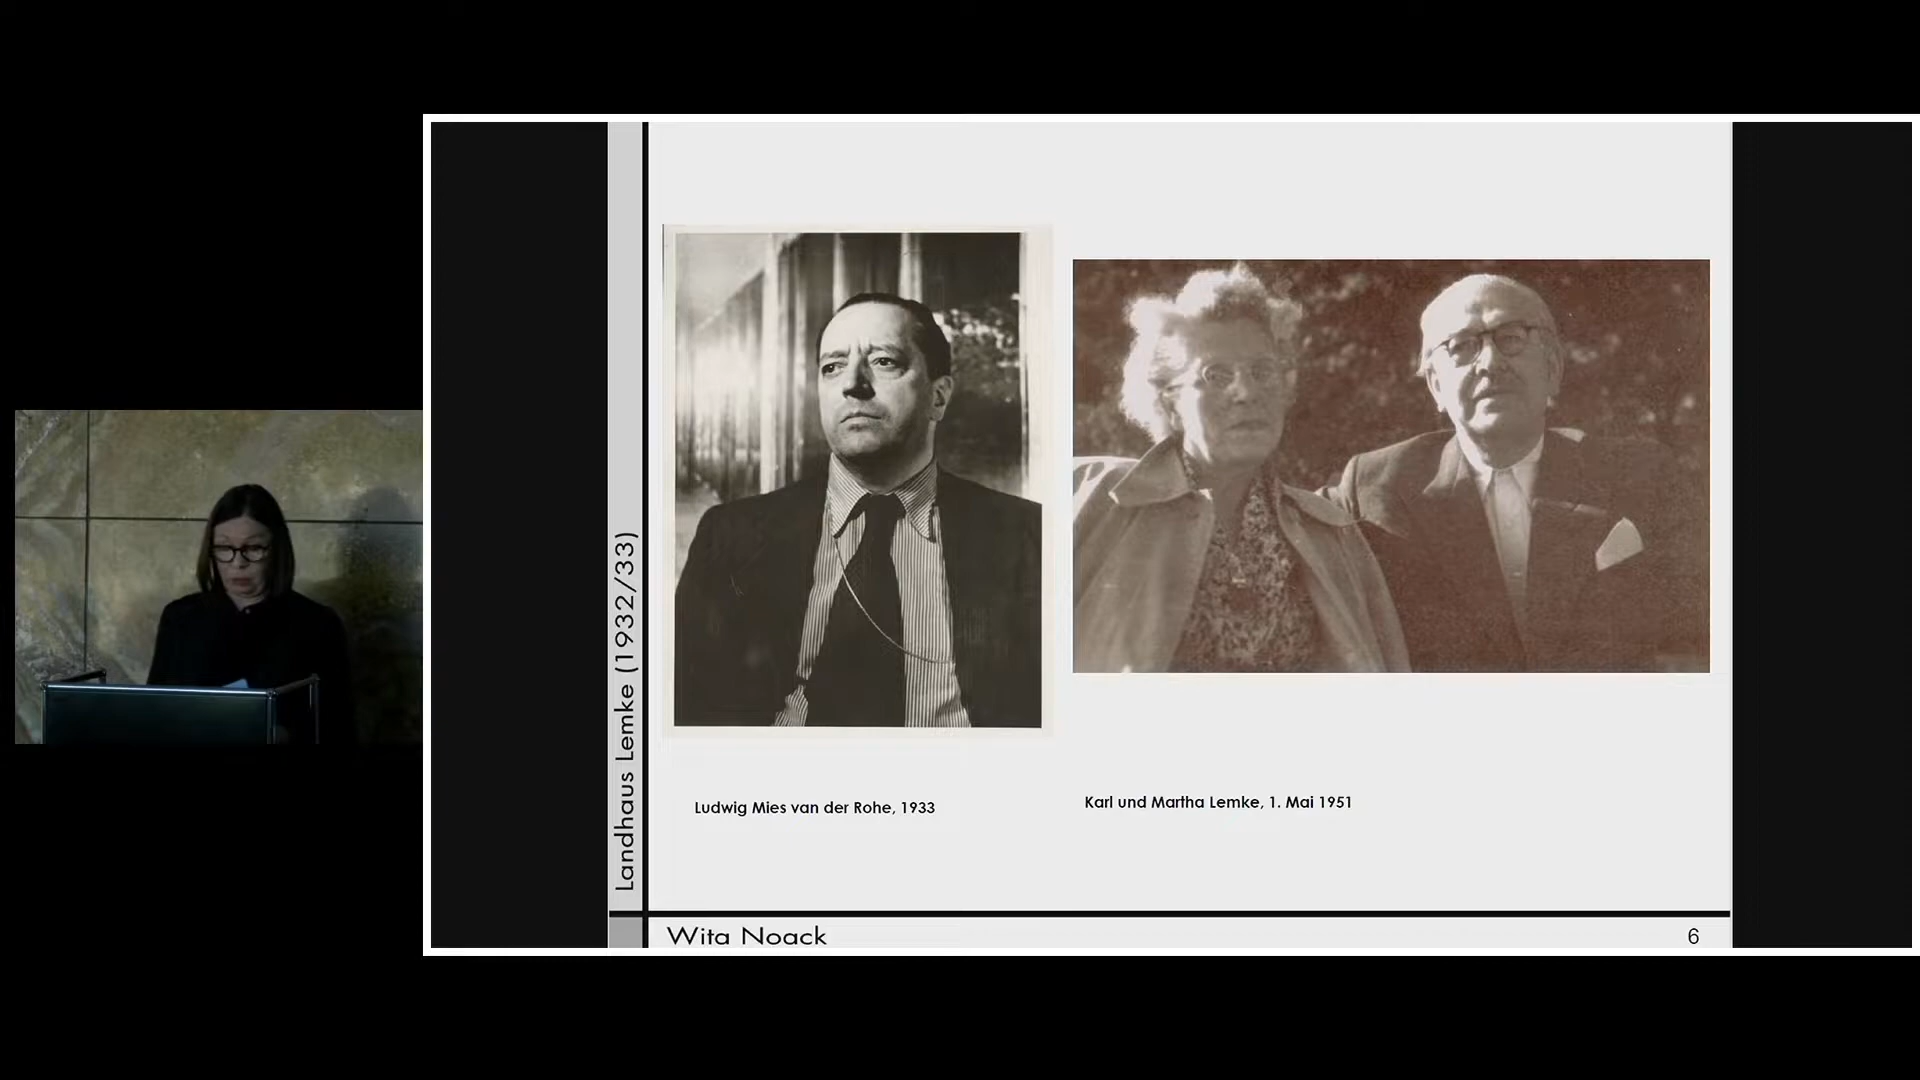 Landhaus Lemke (1932/33)
Ludwig Mies van der Rohe, 1933
Karl und Martha Lemke, 1. Mai 1951
Wita Noack
6